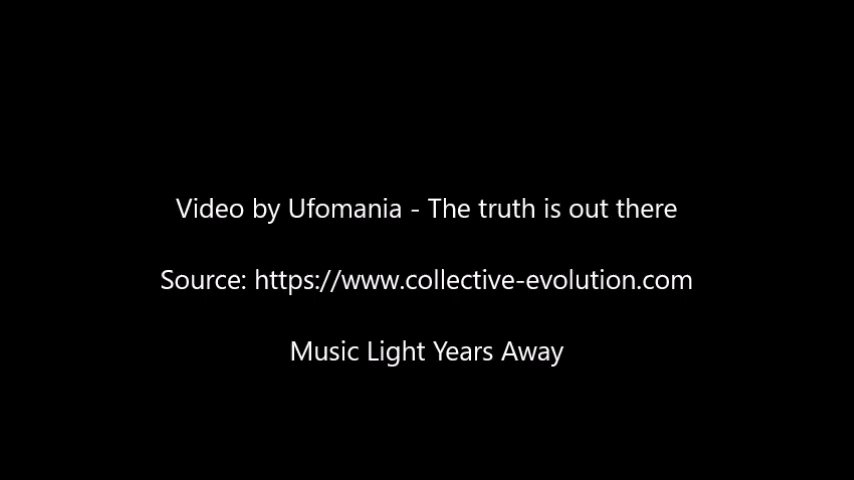 Video by Ufomania - The truth is out there
Source: https://www.collective-evolution.com
Music Light Years Away